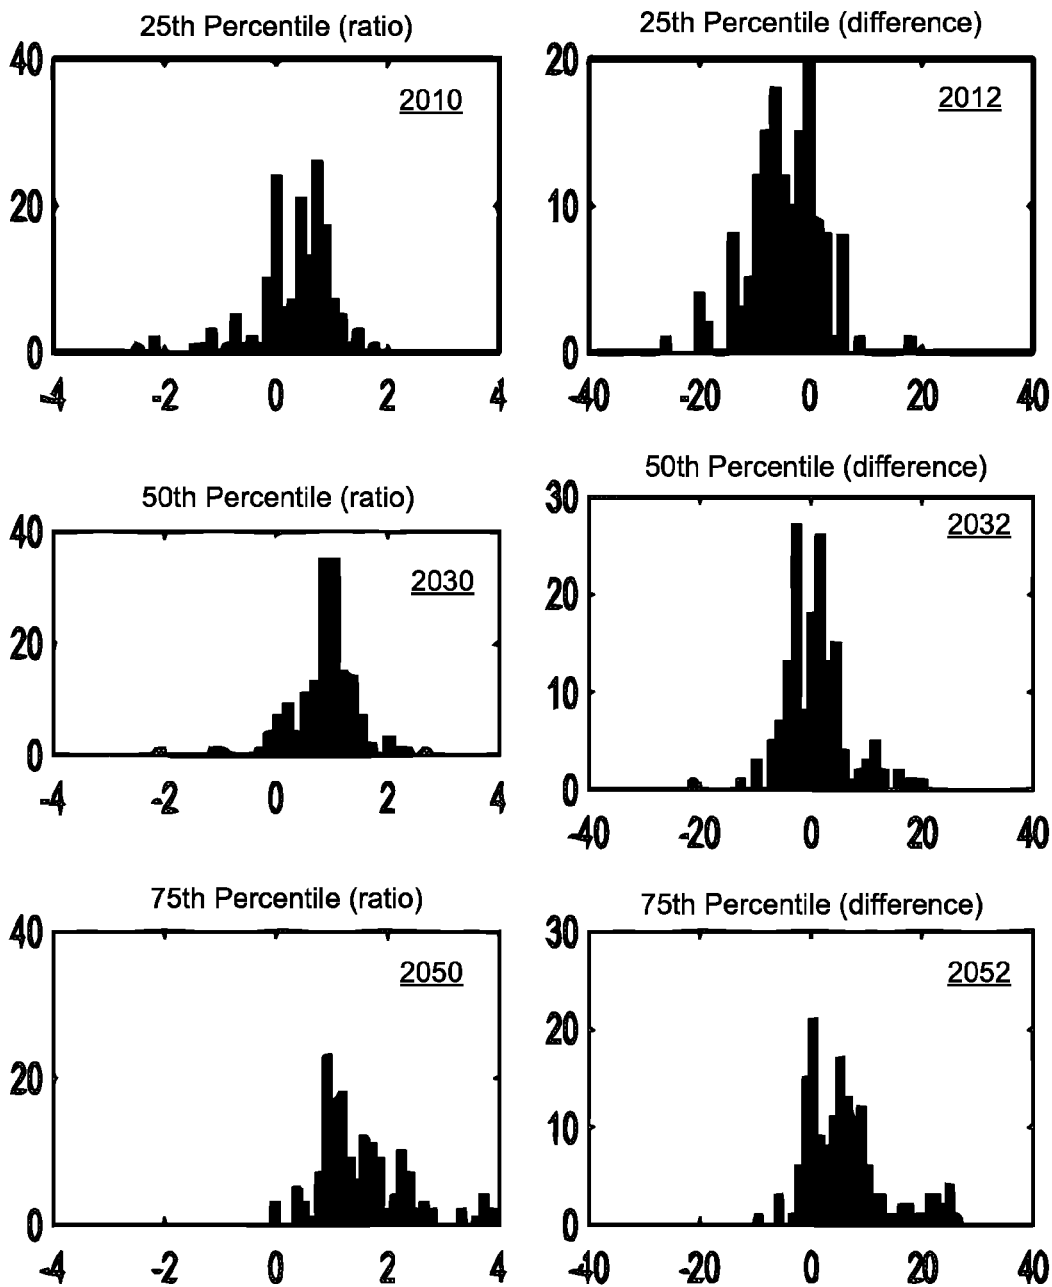 25th Percentile (ratio)
40
2010
20
0
-4 -2 0 2 4
25th Percentile (difference)
20
2012
10
0
-40 -20 0 20 40
50th Percentile (ratio)
40
2030
20
0
-4 -2 0 2 4
50th Percentile (difference)
30
2032
20
10
0
-40 -20 0 20 40
75th Percentile (ratio)
40
2050
20
0
-4 -2 0 2 4
75th Percentile (difference)
30
2052
20
10
0
-40 -20 0 20 40